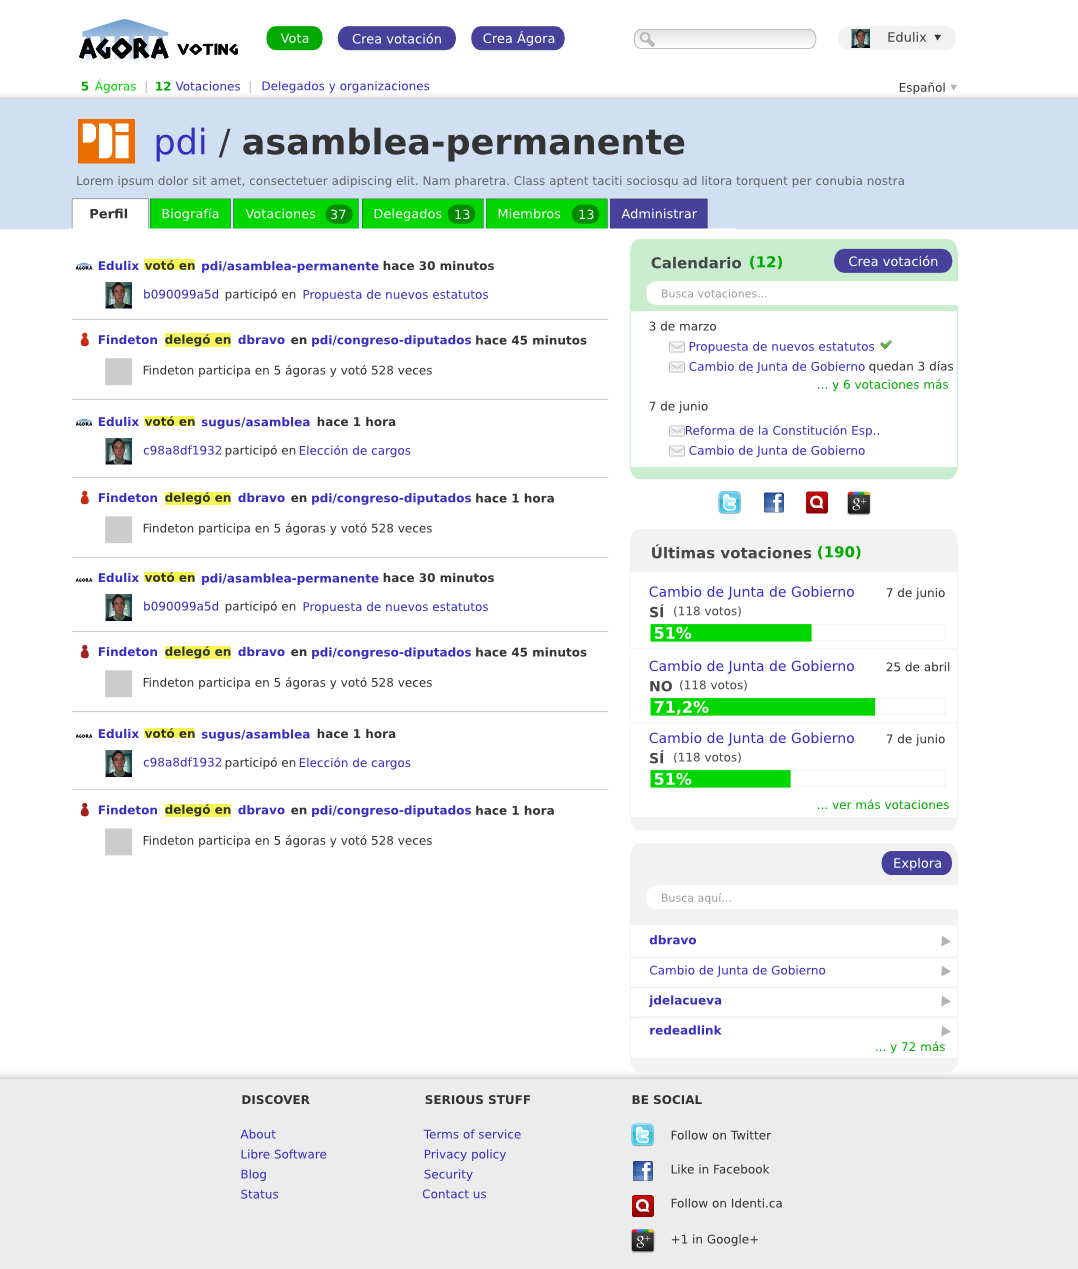 AGORA VOTING
Vota
Crea votación
Crea Ágora
Edulix ▼
5 Ágoras | 12 Votaciones | Delegados y organizaciones
Español ▼
pdi
pdi / asamblea-permanente
Lorem ipsum dolor sit amet, consectetuer adipiscing elit. Nam pharetra. Class aptent taciti sociosqu ad litora torquent per conubia nostra
Perfil
Biografía
Votaciones 37
Delegados 13
Miembros 13
Administrar
AGORA Edulix votó en pdi/asamblea-permanente hace 30 minutos
b090099a5d participó en Propuesta de nuevos estatutos
Findeton delegó en dbravo en pdi/congreso-diputados hace 45 minutos
Findeton participa en 5 ágoras y votó 528 veces
AGORA Edulix votó en sugus/asamblea hace 1 hora
c98a8df1932 participó en Elección de cargos
Findeton delegó en dbravo en pdi/congreso-diputados hace 1 hora
Findeton participa en 5 ágoras y votó 528 veces
AGORA Edulix votó en pdi/asamblea-permanente hace 30 minutos
b090099a5d participó en Propuesta de nuevos estatutos
Findeton delegó en dbravo en pdi/congreso-diputados hace 45 minutos
Findeton participa en 5 ágoras y votó 528 veces
AGORA Edulix votó en sugus/asamblea hace 1 hora
c98a8df1932 participó en Elección de cargos
Findeton delegó en dbravo en pdi/congreso-diputados hace 1 hora
Findeton participa en 5 ágoras y votó 528 veces
Calendario (12)
Crea votación
Busca votaciones...
3 de marzo
Propuesta de nuevos estatutos
Cambio de Junta de Gobierno quedan 3 días
... y 6 votaciones más
7 de junio
Reforma de la Constitución Esp..
Cambio de Junta de Gobierno
Últimas votaciones (190)
Cambio de Junta de Gobierno 7 de junio
SÍ (118 votos)
51%
Cambio de Junta de Gobierno 25 de abril
NO (118 votos)
71,2%
Cambio de Junta de Gobierno 7 de junio
SÍ (118 votos)
51%
... ver más votaciones
Explora
Busca aquí...
dbravo
Cambio de Junta de Gobierno
jdelacueva
redeadlink
... y 72 más
DISCOVER
About
Libre Software
Blog
Status
SERIOUS STUFF
Terms of service
Privacy policy
Security
Contact us
BE SOCIAL
Follow on Twitter
Like in Facebook
Follow on Identi.ca
+1 in Google+